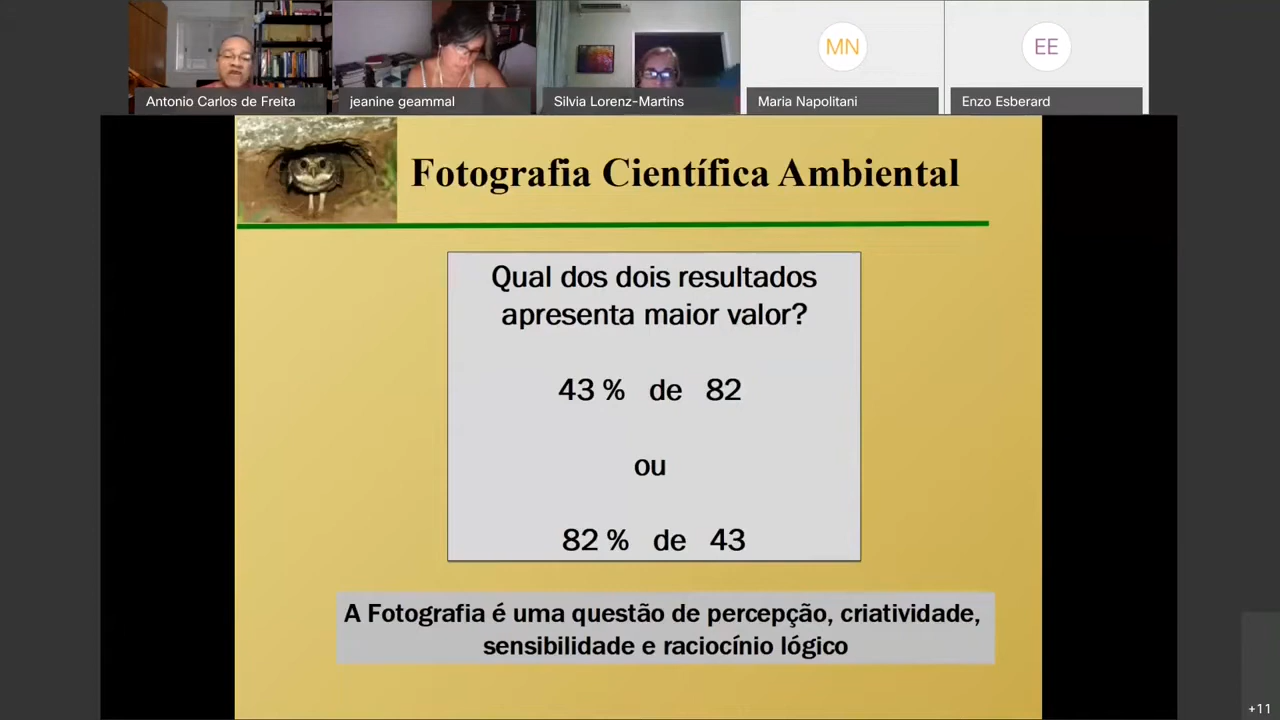 MN
EE
Antonio Carlos de Freita
jeanine geammal
Silvia Lorenz-Martins
Maria Napolitani
Enzo Esberard
Fotografia Científica Ambiental
Qual dos dois resultados
apresenta maior valor?
43 % de 82
ou
82 % de 43
A Fotografia é uma questão de percepção, criatividade,
sensibilidade e raciocínio lógico
+11